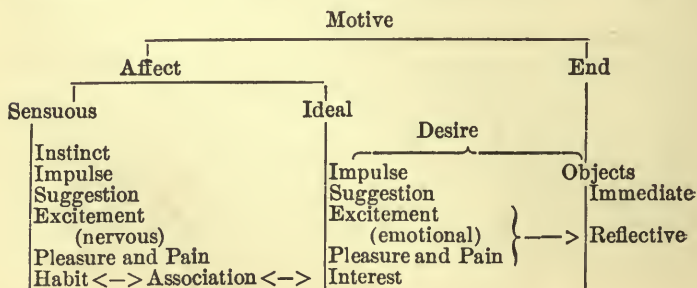 Motive
Affect End
Sensuous Ideal
Desire
Instinct
Impulse Impulse Objects
Suggestion Suggestion Immediate
Excitement Excitement
(nervous) (emotional) —> Reflective
Pleasure and Pain Pleasure and Pain
Habit <—> Association <—> Interest